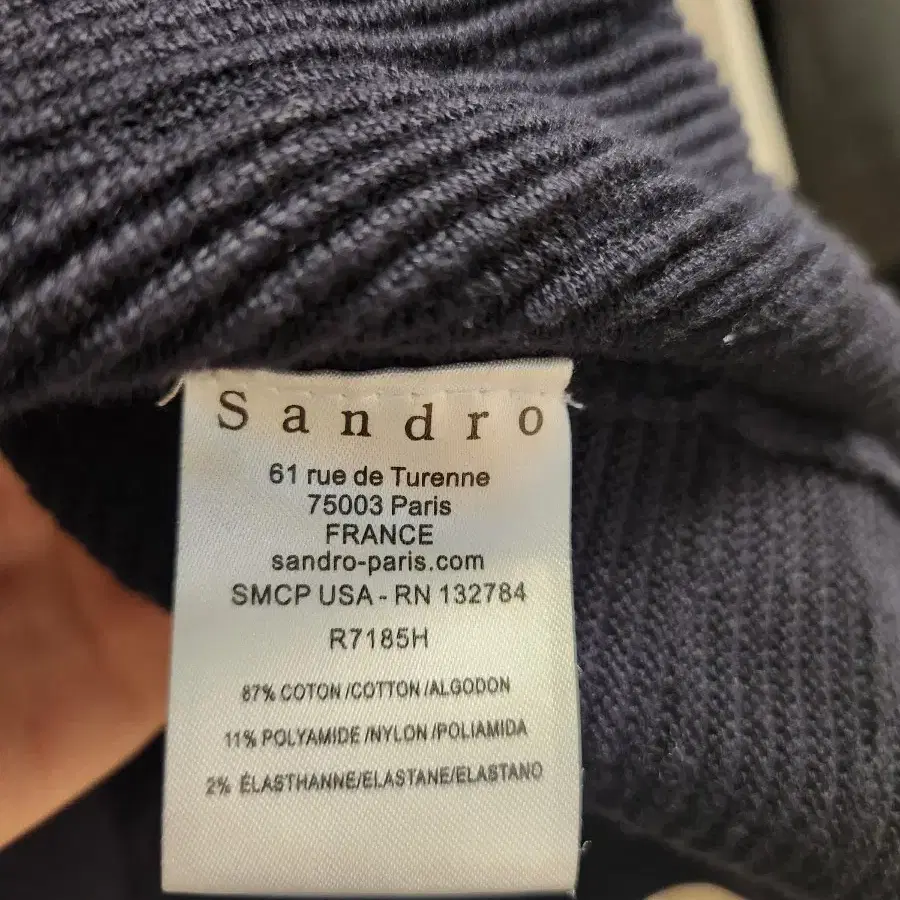 Sandro
61 rue de Turenne
75003 Paris
FRANCE
sandro-paris.com
SMCP USA - RN 132784
R7185H
87% COTON /COTTON /ALGODON
11% POLYAMIDE /NYLON /POLIAMIDA
2% ÉLASTHANNE/ELASTANE/ELASTANO